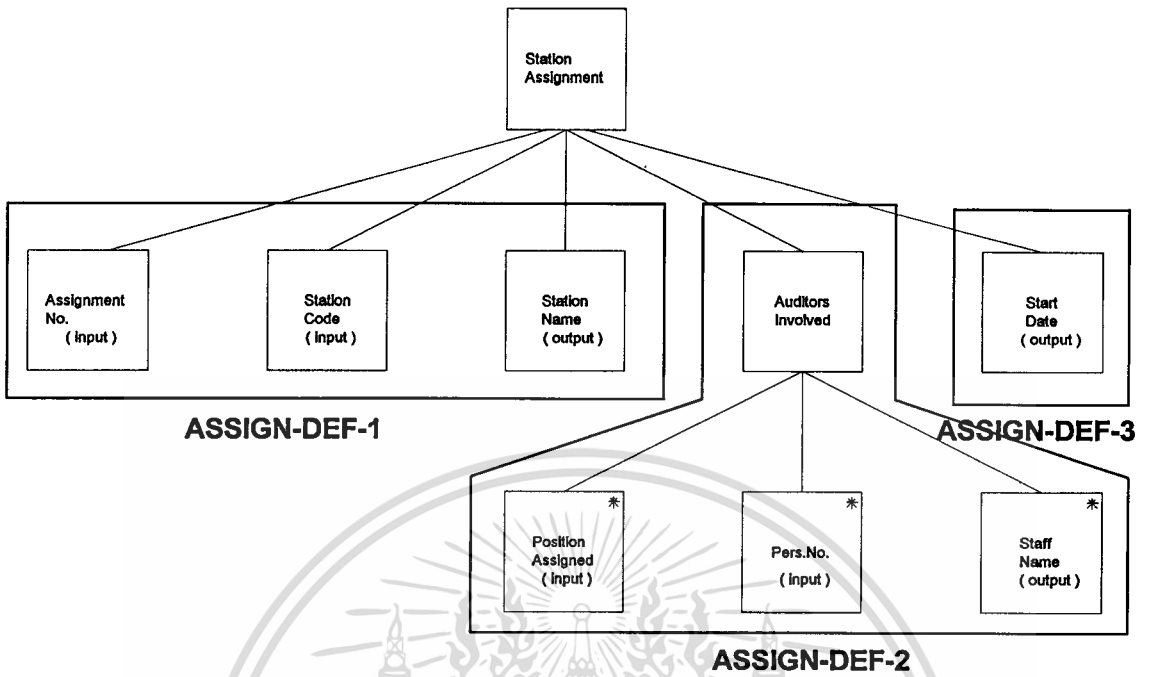 Station
Assignment
Assignment
No.
( input )
Station
Code
( input )
Station
Name
( output )
Auditors
Involved
Start
Date
( output )
ASSIGN-DEF-1
ASSIGN-DEF-3
*
Position
Assigned
( input )
*
Pers.No.
( input )
*
Staff
Name
( output )
ASSIGN-DEF-2